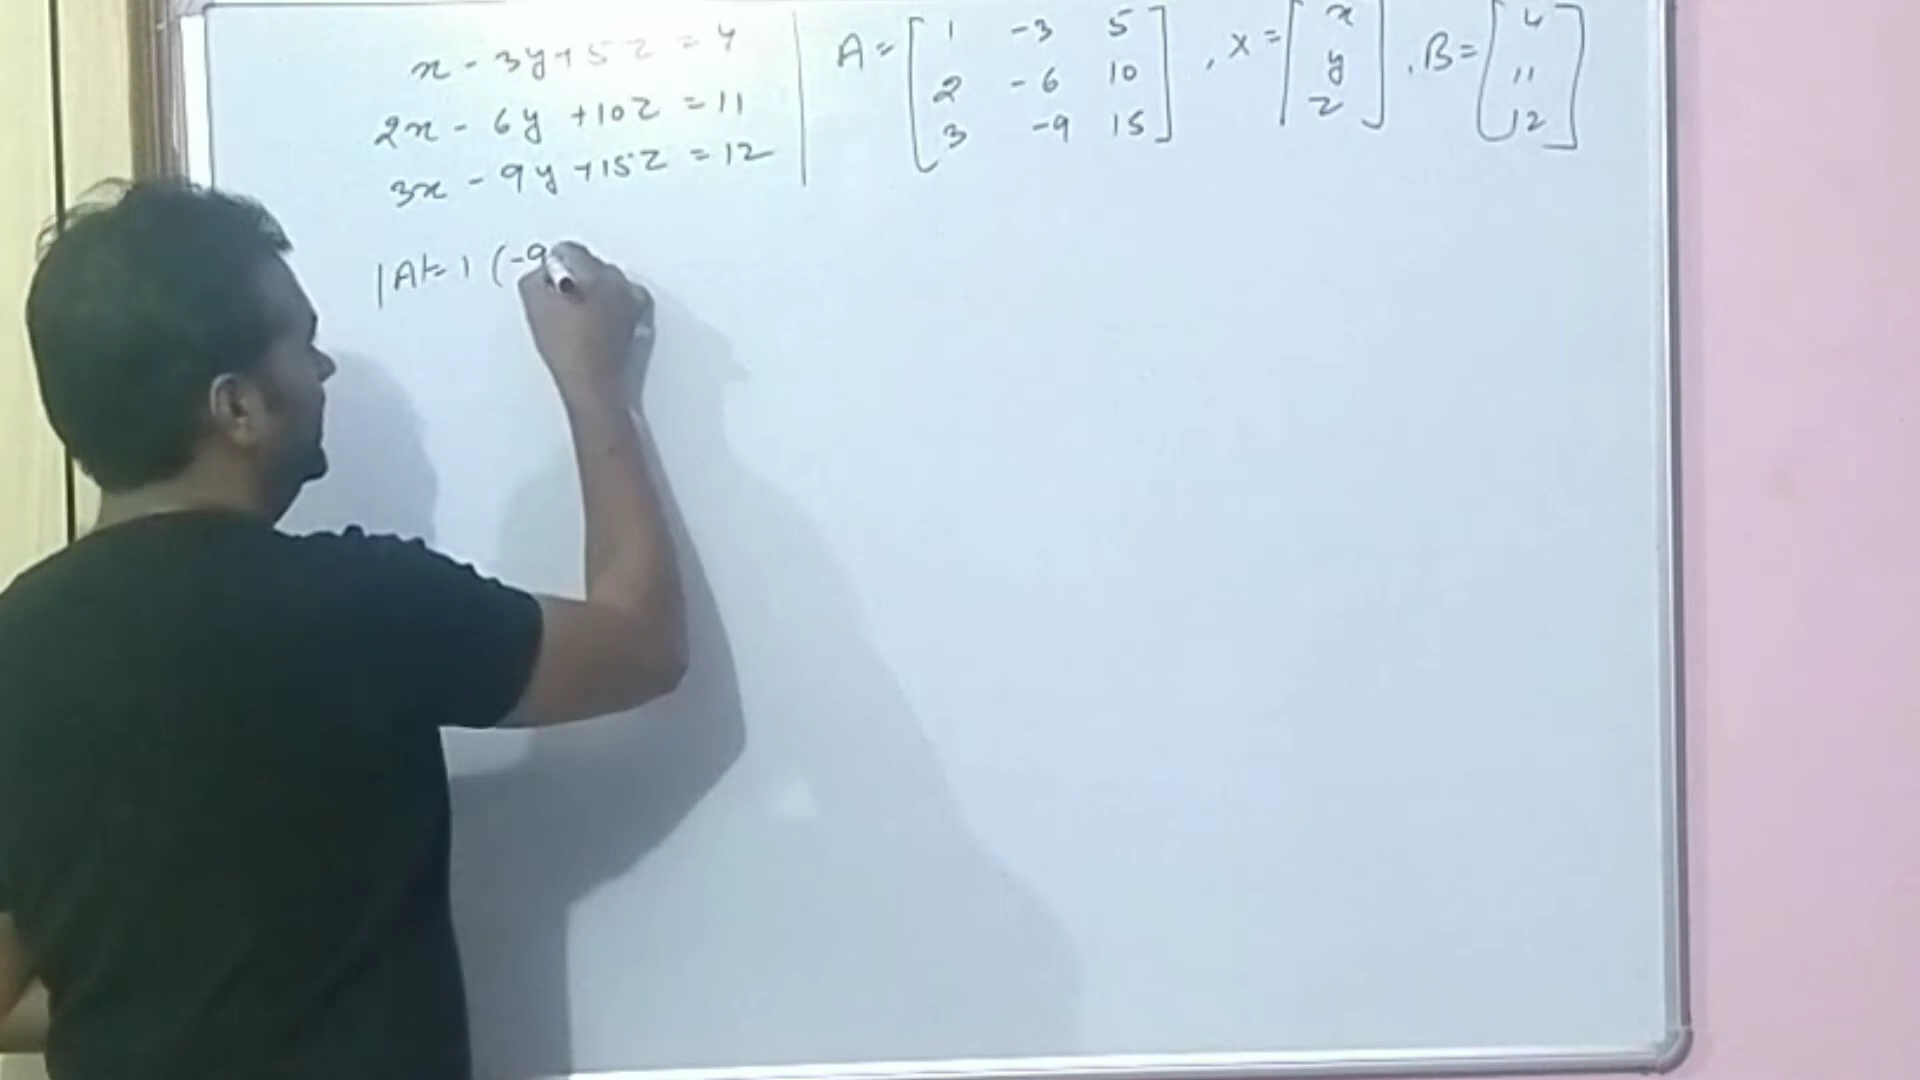 x - 3y + 5z = 4
2x - 6y + 10z = 11
3x - 9y + 15z = 12
A = [ 1 -3 5
2 -6 10
3 -9 15 ]
, X = [ x
y
z ]
, B = [ 4
11
12 ]
|A| = 1 (-9